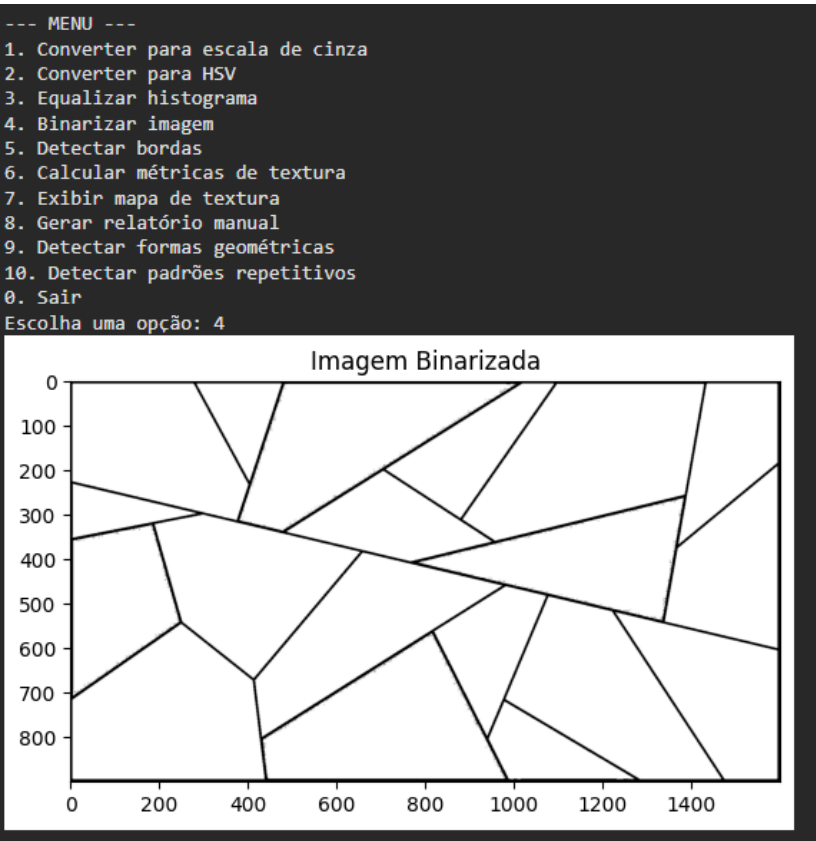 --- MENU ---
1. Converter para escala de cinza
2. Converter para HSV
3. Equalizar histograma
4. Binarizar imagem
5. Detectar bordas
6. Calcular métricas de textura
7. Exibir mapa de textura
8. Gerar relatório manual
9. Detectar formas geométricas
10. Detectar padrões repetitivos
0. Sair
Escolha uma opção: 4
Imagem Binarizada
0
100
200
300
400
500
600
700
800
0 200 400 600 800 1000 1200 1400